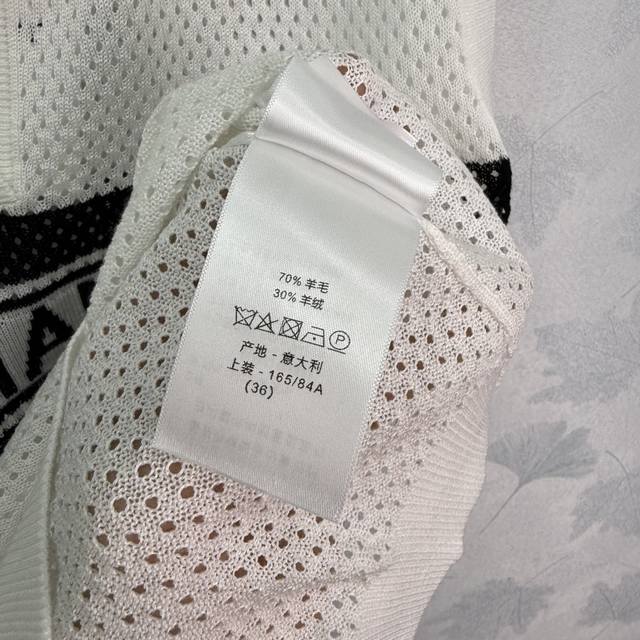 70% 羊毛
30% 羊绒
P
产地 - 意大利
上装 - 165/84A
(36)